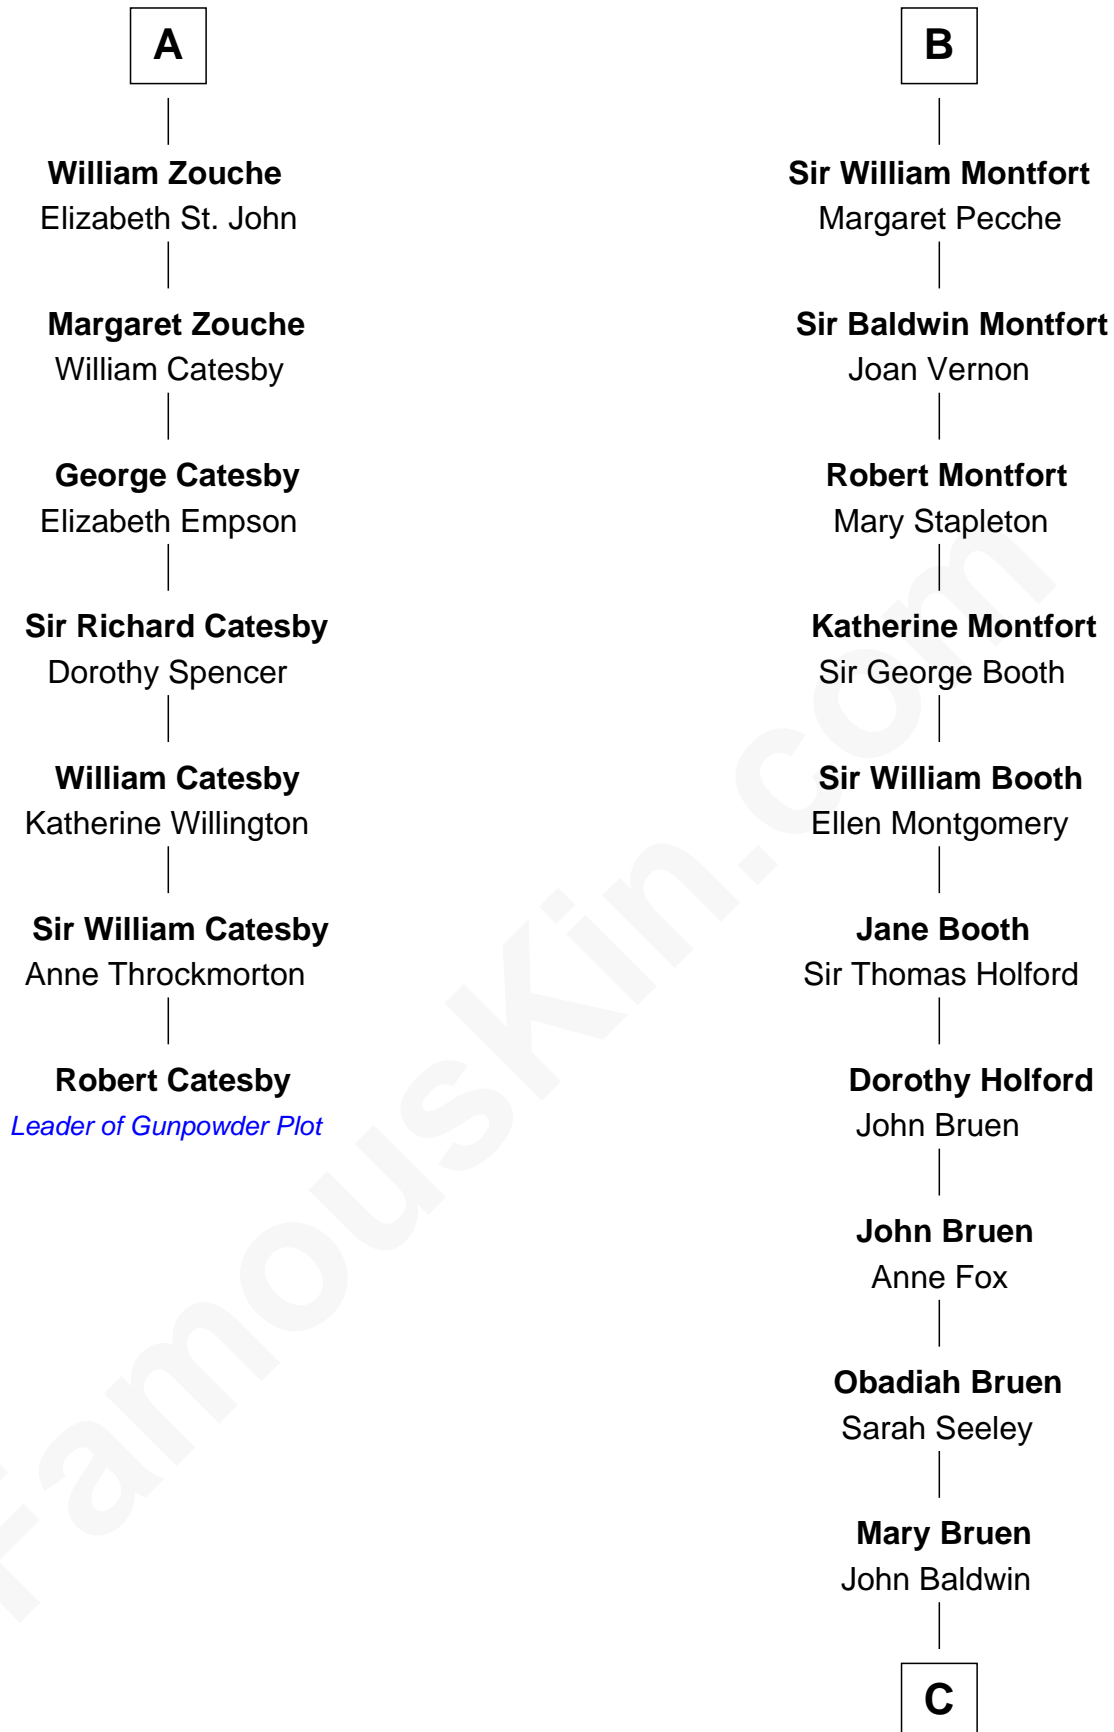 A
William Zouche
Elizabeth St. John
Margaret Zouche
William Catesby
George Catesby
Elizabeth Empson
Sir Richard Catesby
Dorothy Spencer
William Catesby
Katherine Willington
Sir William Catesby
Anne Throckmorton
Robert Catesby
Leader of Gunpowder Plot
B
Sir William Montfort
Margaret Pecche
Sir Baldwin Montfort
Joan Vernon
Robert Montfort
Mary Stapleton
Katherine Montfort
Sir George Booth
Sir William Booth
Ellen Montgomery
Jane Booth
Sir Thomas Holford
Dorothy Holford
John Bruen
John Bruen
Anne Fox
Obadiah Bruen
Sarah Seeley
Mary Bruen
John Baldwin
C
FamousKin.com